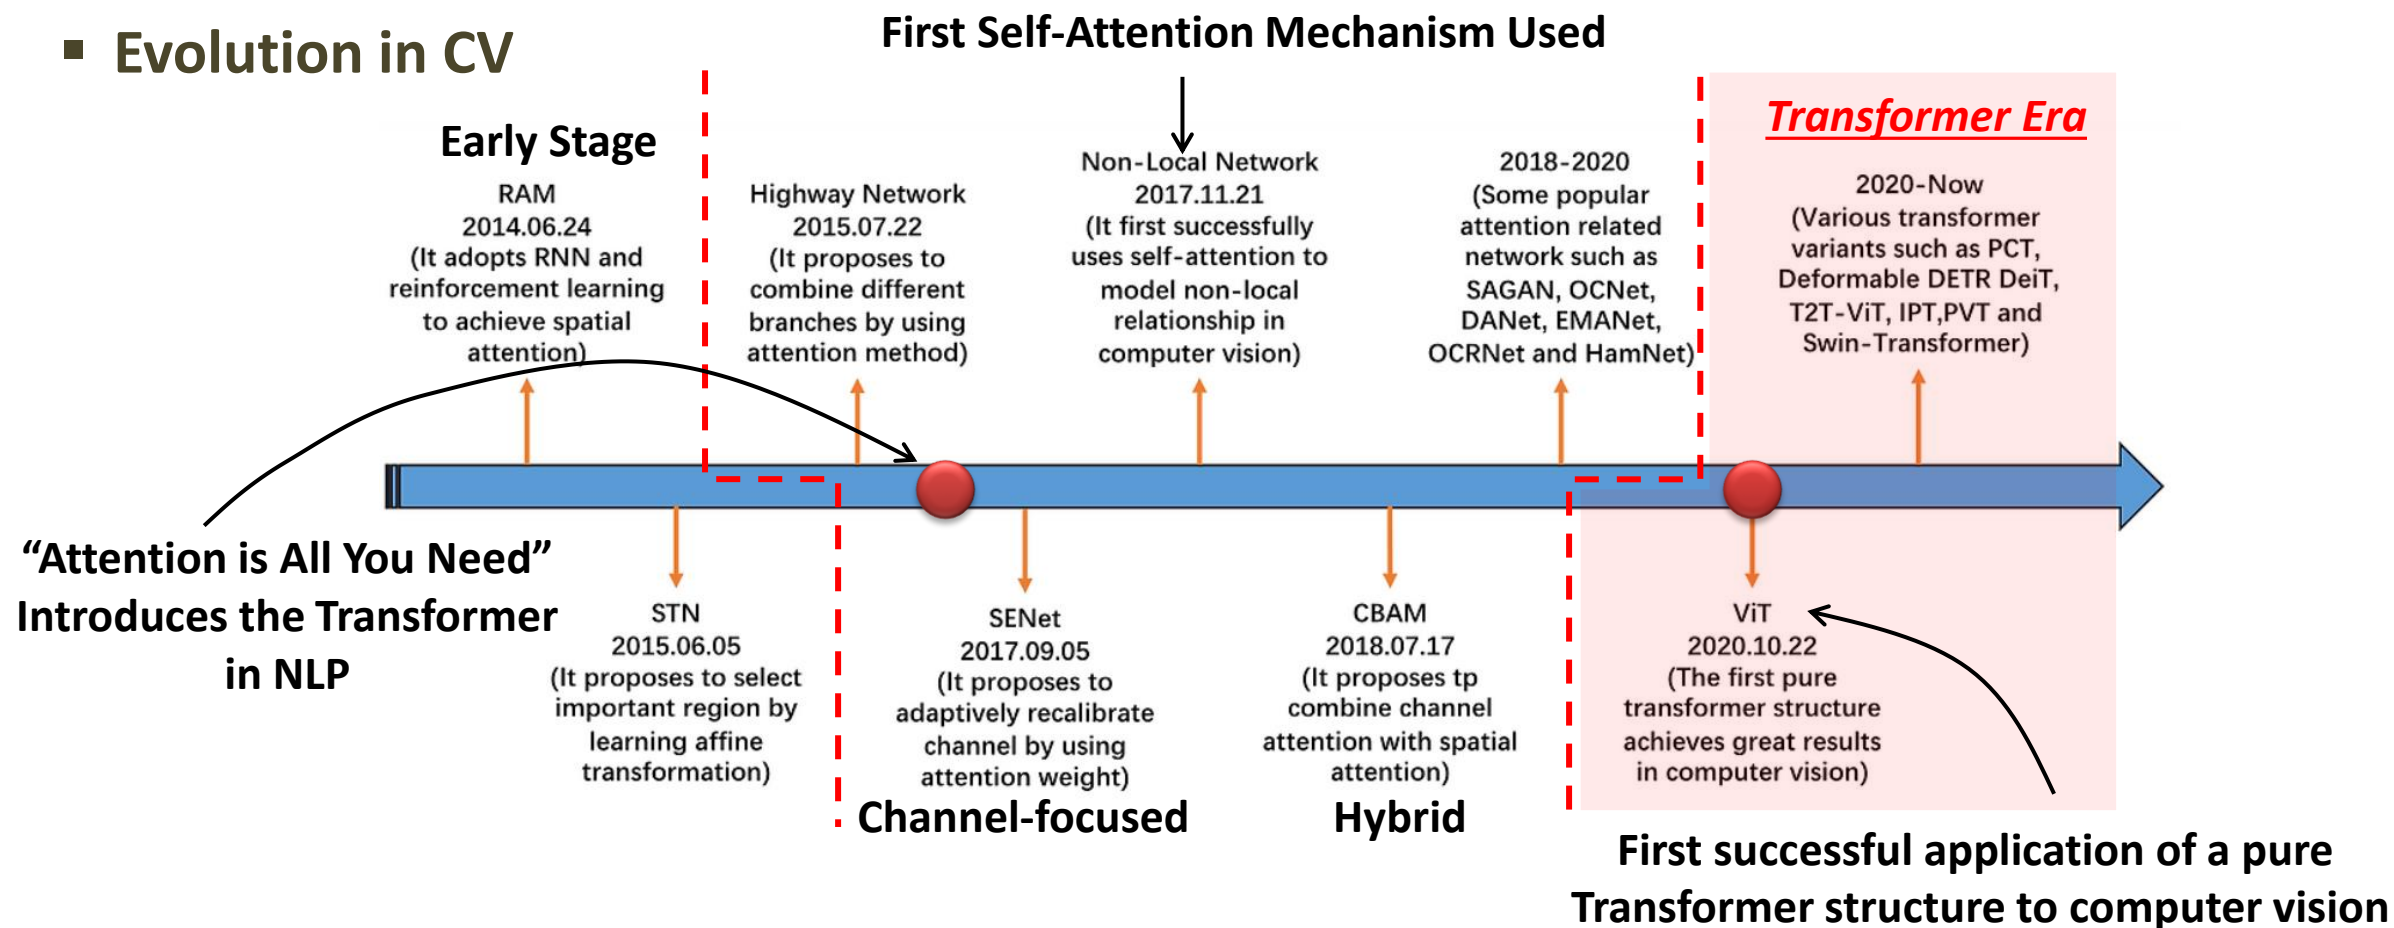 ▪ Evolution in CV
First Self-Attention Mechanism Used
Early Stage
RAM
2014.06.24
(It adopts RNN and
reinforcement learning
to achieve spatial
attention)
Highway Network
2015.07.22
(It proposes to
combine different
branches by using
attention method)
Non-Local Network
2017.11.21
(It first successfully
uses self-attention to
model non-local
relationship in
computer vision)
2018-2020
(Some popular
attention related
network such as
SAGAN, OCNet,
DANet, EMANet,
OCRNet and HamNet)
Transformer Era
2020-Now
(Various transformer
variants such as PCT,
Deformable DETR DeiT,
T2T-ViT, IPT,PVT and
Swin-Transformer)
“Attention is All You Need”
Introduces the Transformer
in NLP
STN
2015.06.05
(It proposes to select
important region by
learning affine
transformation)
SENet
2017.09.05
(It proposes to
adaptively recalibrate
channel by using
attention weight)
Channel-focused
CBAM
2018.07.17
(It proposes tp
combine channel
attention with spatial
attention)
Hybrid
ViT
2020.10.22
(The first pure
transformer structure
achieves great results
in computer vision)
First successful application of a pure
Transformer structure to computer vision